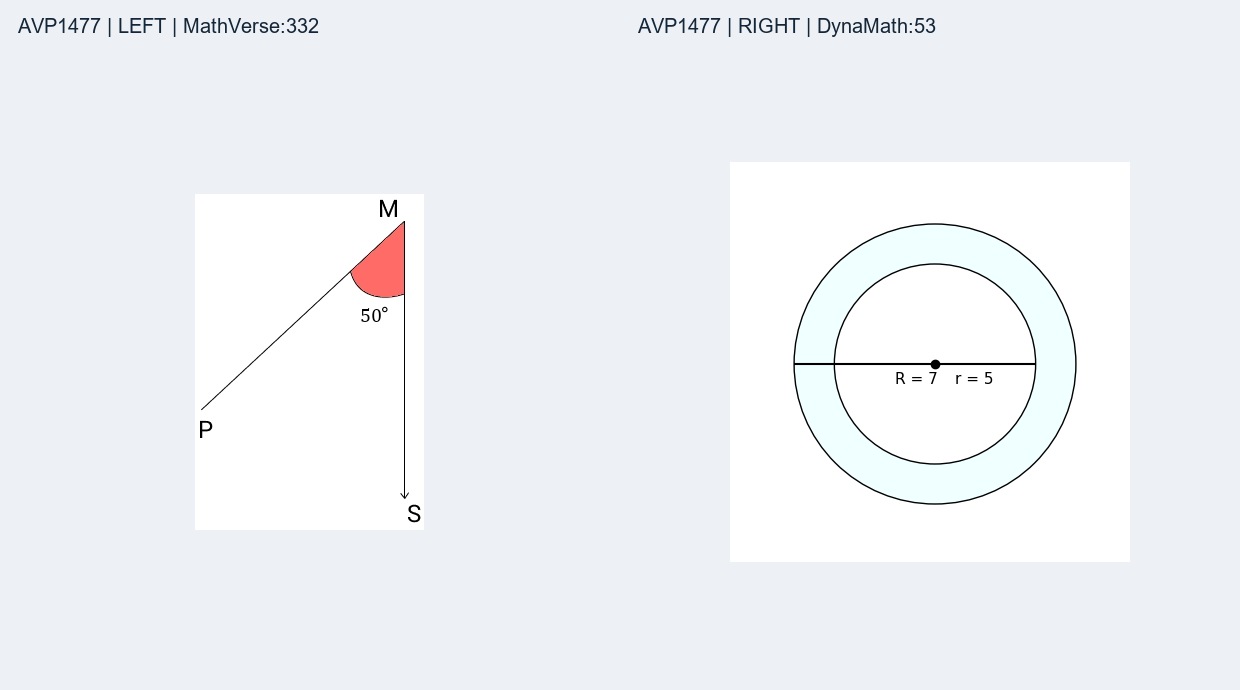 AVP1477 | LEFT | MathVerse:332
AVP1477 | RIGHT | DynaMath:53
M
50°
P
S
R = 7
r = 5